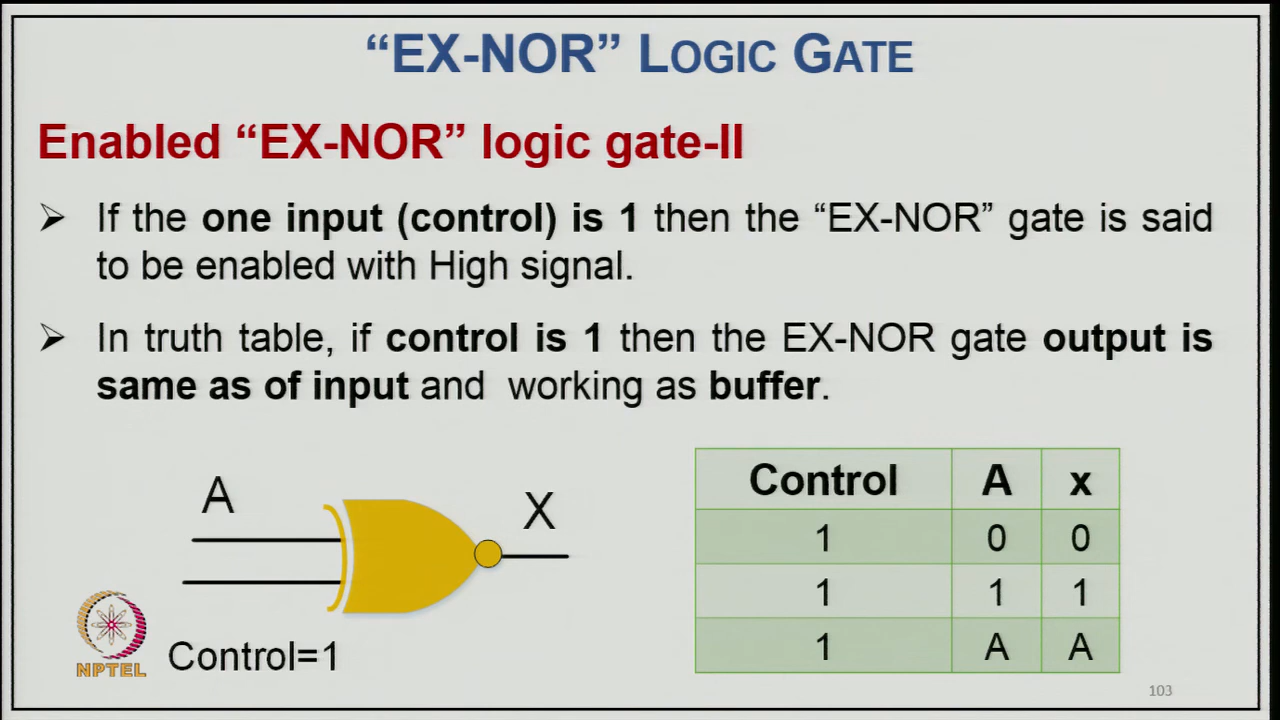 “EX-NOR” LOGIC GATE
Enabled “EX-NOR” logic gate-II
➢ If the one input (control) is 1 then the “EX-NOR” gate is said
to be enabled with High signal.
➢ In truth table, if control is 1 then the EX-NOR gate output is
same as of input and working as buffer.
A
X
Control=1
NPTEL
Control A x
1 0 0
1 1 1
1 A A
103